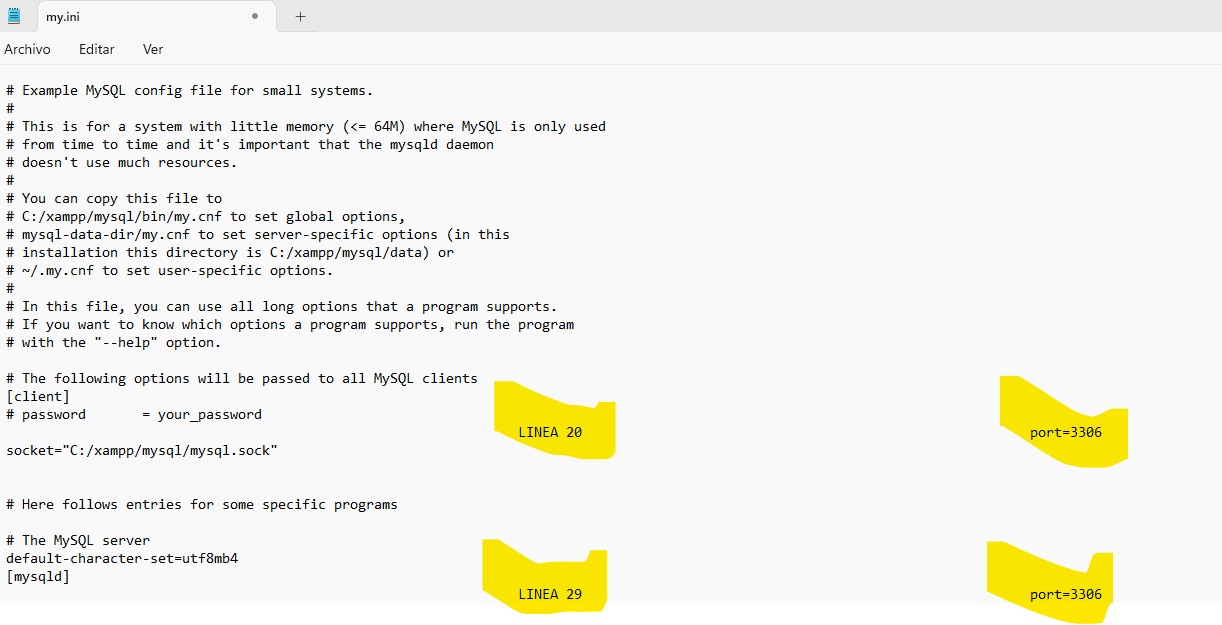 my.ini
Archivo Editar Ver
# Example MySQL config file for small systems.
#
# This is for a system with little memory (<= 64M) where MySQL is only used
# from time to time and it's important that the mysqld daemon
# doesn't use much resources.
#
# You can copy this file to
# C:/xampp/mysql/bin/my.cnf to set global options,
# mysql-data-dir/my.cnf to set server-specific options (in this
# installation this directory is C:/xampp/mysql/data) or
# ~/.my.cnf to set user-specific options.
#
# In this file, you can use all long options that a program supports.
# If you want to know which options a program supports, run the program
# with the "--help" option.
# The following options will be passed to all MySQL clients
[client]
# password       = your_password
LINEA 20 port=3306
socket="C:/xampp/mysql/mysql.sock"
# Here follows entries for some specific programs
# The MySQL server
default-character-set=utf8mb4
[mysqld]
LINEA 29 port=3306